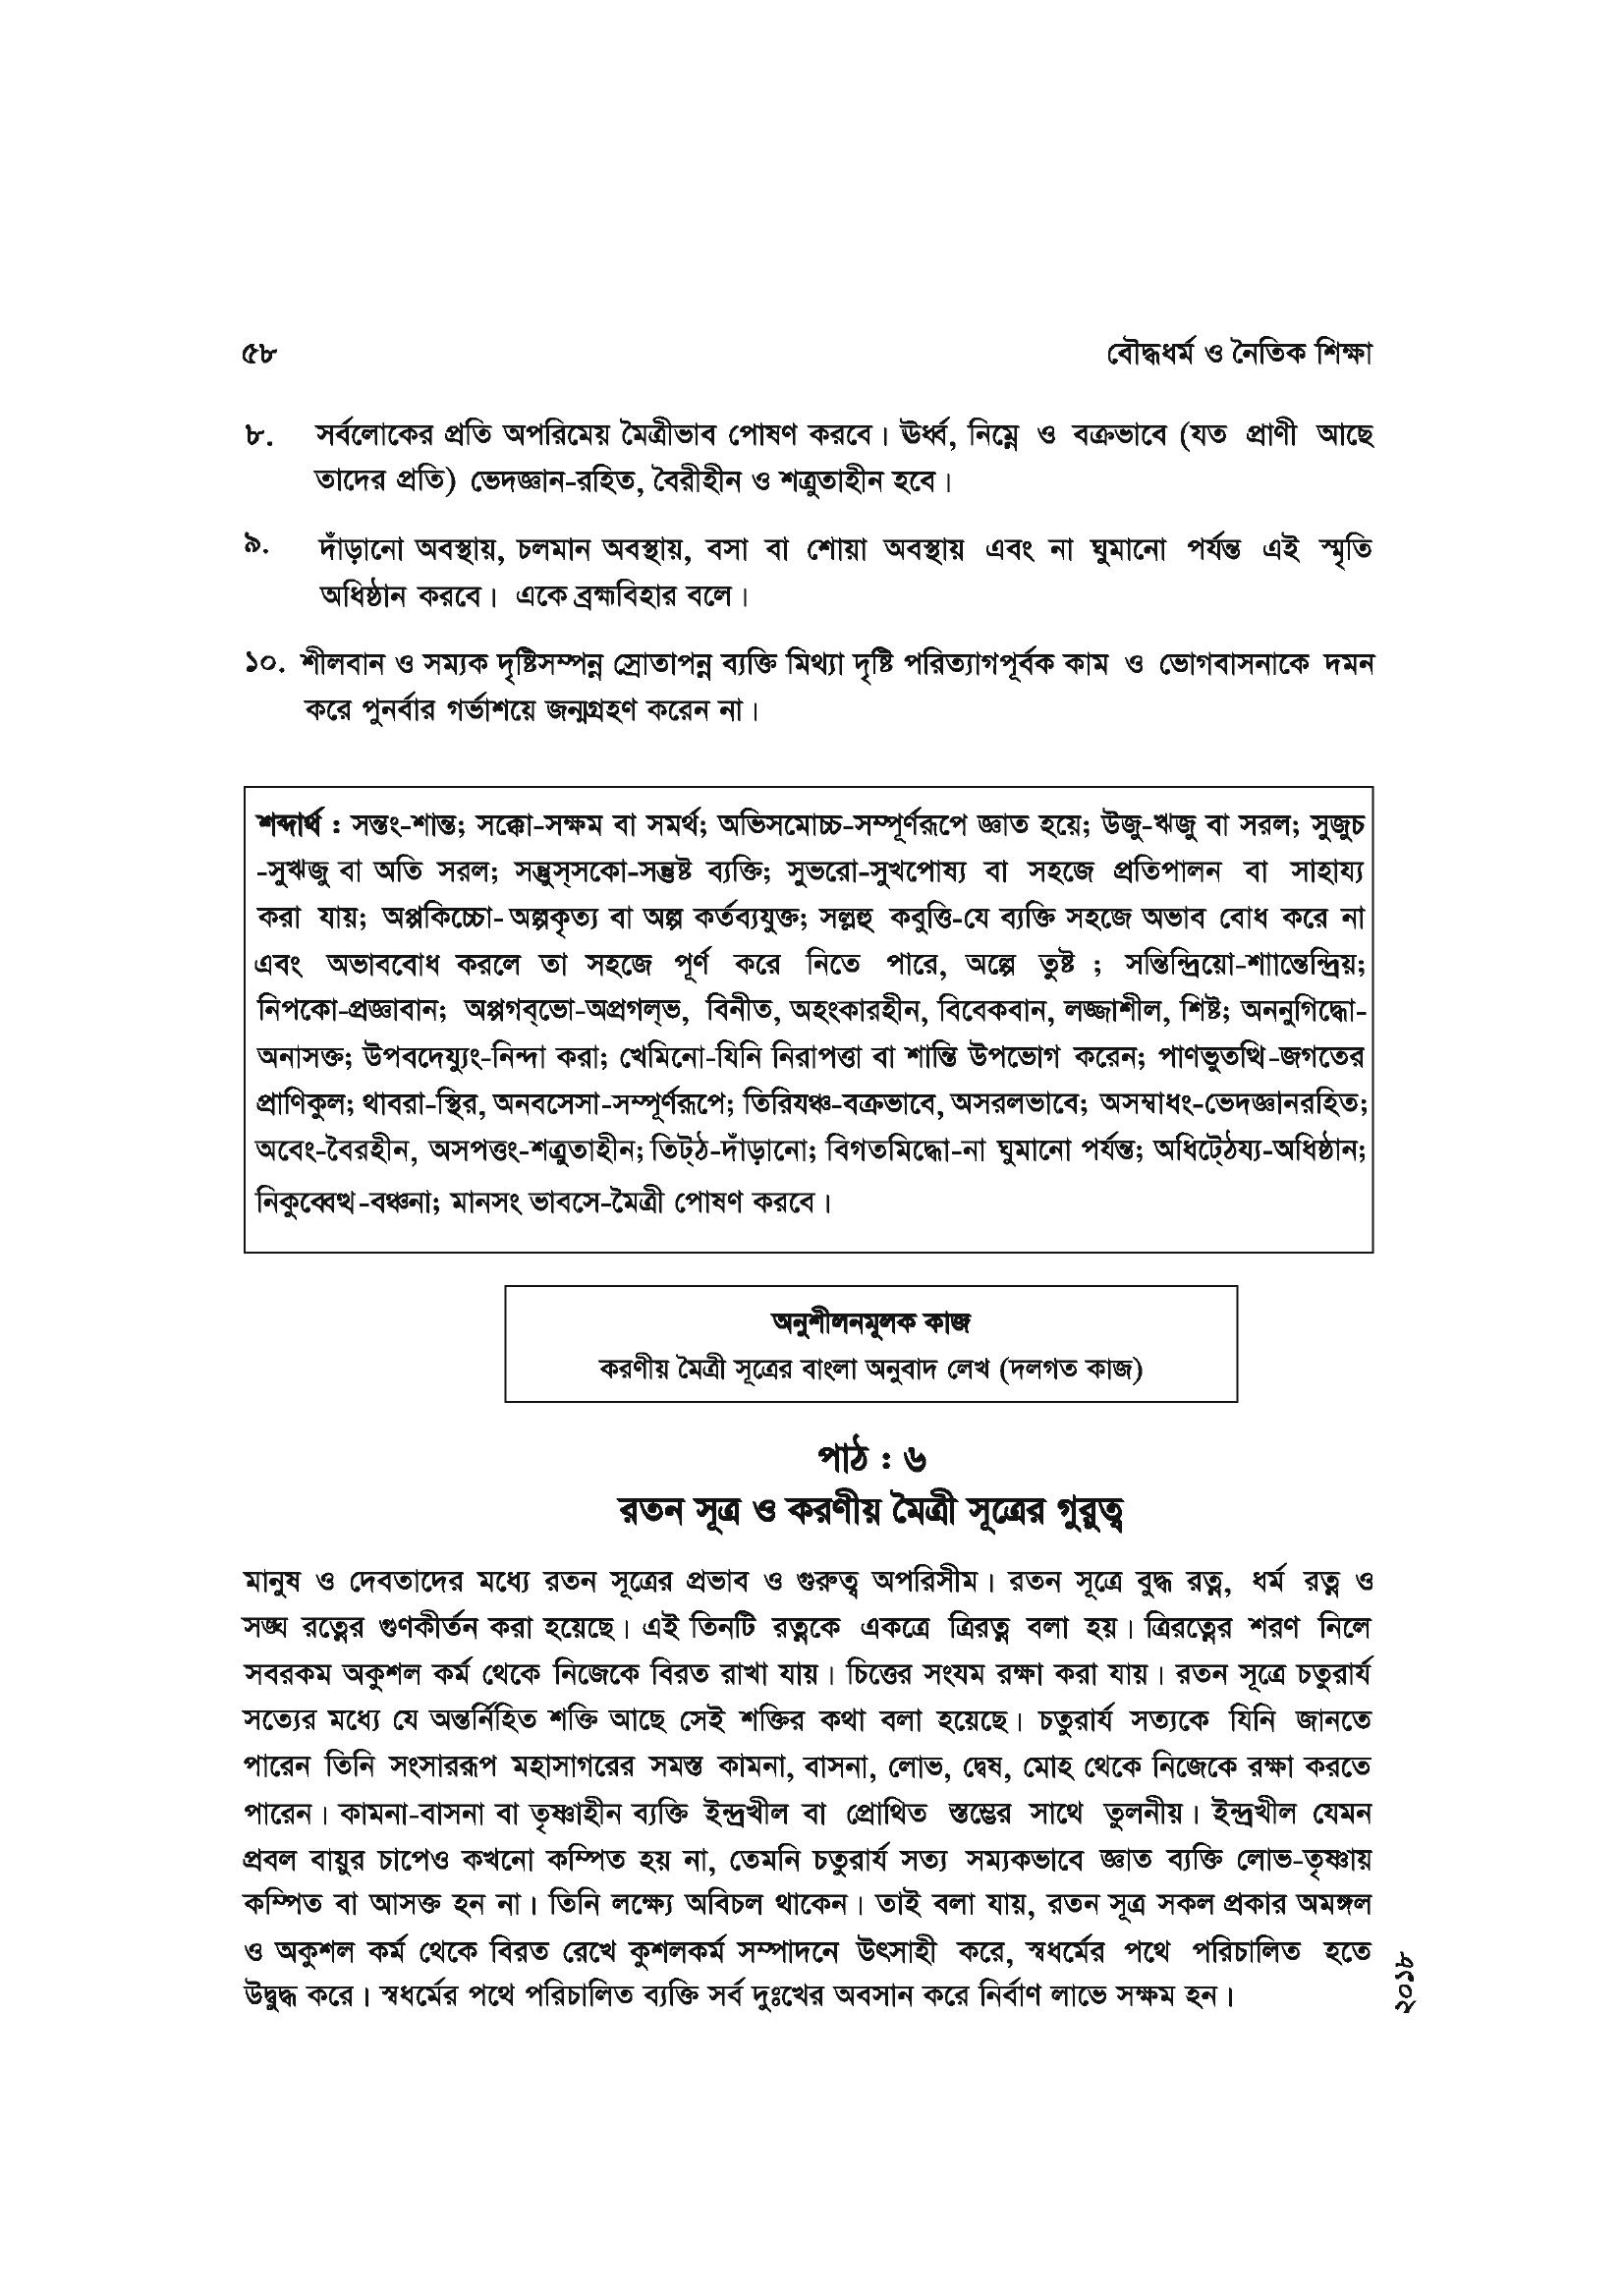 ৫৮
বৌদ্ধধর্ম ও নৈতিক শিক্ষা
৮. সর্বলোকের প্রতি অপরিমেয় মৈত্রীভাব পোষণ করবে। ঊর্ধ্ব, নিম্নে ও বক্রভাবে (যত প্রাণী আছে
তাদের প্রতি) ভেদজ্ঞান-রহিত, বৈরীহীন ও শত্রুতাহীন হবে।
৯. দাঁড়ানো অবস্থায়, চলমান অবস্থায়, বসা বা শোয়া অবস্থায় এবং না ঘুমানো পর্যন্ত এই স্মৃতি
অধিষ্ঠান করবে। একে ব্রহ্মবিহার বলে।
১০. শীলবান ও সম্যক দৃষ্টিসম্পন্ন স্রোতাপন্ন ব্যক্তি মিথ্যা দৃষ্টি পরিত্যাগপূর্বক কাম ও ভোগবাসনাকে দমন
করে পুনর্বার গর্ভাশয়ে জন্মগ্রহণ করেন না।
শব্দার্থ : সন্তং-শান্ত; সক্কো-সক্ষম বা সমর্থ; অভিসমোচ্চ-সম্পূর্ণরূপে জ্ঞাত হয়ে; উজু-ঋজু বা সরল; সুজুচ
-সুঋজু বা অতি সরল; সন্তুস্সকো-সন্তুষ্ট ব্যক্তি; সুভরো-সুখপোষ্য বা সহজে প্রতিপালন বা সাহায্য
করা যায়; অপ্পকিচ্চো- অল্পকৃত্য বা অল্প কর্তব্যযুক্ত; সল্লহু কবুত্তি-যে ব্যক্তি সহজে অভাব বোধ করে না
এবং অভাববোধ করলে তা সহজে পূর্ণ করে নিতে পারে, অল্পে তুষ্ট ; সন্তিন্দ্রিয়ো-শাান্তেন্দ্রিয়;
নিপকো-প্রজ্ঞাবান; অপ্পগব্ভো-অপ্রগল্ভ, বিনীত, অহংকারহীন, বিবেকবান, লজ্জাশীল, শিষ্ট; অননুগিদ্ধো-
অনাসক্ত; উপবদেয্যুং-নিন্দা করা; খেমিনো-যিনি নিরাপত্তা বা শান্তি উপভোগ করেন; পাণভুতত্থি-জগতের
প্রাণিকুল; থাবরা-স্থির, অনবসেসা-সম্পূর্ণরূপে; তিরিযঞ্চ-বক্রভাবে, অসরলভাবে; অসম্বাধং-ভেদজ্ঞানরহিত;
অবেং-বৈরহীন, অসপত্তং-শত্রুতাহীন; তিট্ঠ-দাঁড়ানো; বিগতমিদ্ধো-না ঘুমানো পর্যন্ত; অধিট্ঠেয্য-অধিষ্ঠান;
নিকুব্বেথ-বঞ্চনা; মানসং ভাবসে-মৈত্রী পোষণ করবে।
অনুশীলনমূলক কাজ
করণীয় মৈত্রী সূত্রের বাংলা অনুবাদ লেখ (দলগত কাজ)
পাঠ : ৬
রতন সূত্র ও করণীয় মৈত্রী সূত্রের গুরুত্ব
মানুষ ও দেবতাদের মধ্যে রতন সূত্রের প্রভাব ও গুরুত্ব অপরিসীম। রতন সূত্রে বুদ্ধ রত্ন, ধর্ম রত্ন ও
সঙ্ঘ রত্নের গুণকীর্তন করা হয়েছে। এই তিনটি রত্নকে একত্রে ত্রিরত্ন বলা হয়। ত্রিরত্নের শরণ নিলে
সবরকম অকুশল কর্ম থেকে নিজেকে বিরত রাখা যায়। চিত্তের সংযম রক্ষা করা যায়। রতন সূত্রে চতুরার্য
সত্যের মধ্যে যে অন্তর্নিহিত শক্তি আছে সেই শক্তির কথা বলা হয়েছে। চতুরার্য সত্যকে যিনি জানতে
পারেন তিনি সংসাররূপ মহাসাগরের সমস্ত কামনা, বাসনা, লোভ, দ্বেষ, মোহ থেকে নিজেকে রক্ষা করতে
পারেন। কামনা-বাসনা বা তৃষ্ণাহীন ব্যক্তি ইন্দ্রখীল বা প্রোথিত স্তম্ভের সাথে তুলনীয়। ইন্দ্রখীল যেমন
প্রবল বায়ুর চাপেও কখনো কম্পিত হয় না, তেমনি চতুরার্য সত্য সম্যকভাবে জ্ঞাত ব্যক্তি লোভ-তৃষ্ণায়
কম্পিত বা আসক্ত হন না। তিনি লক্ষ্যে অবিচল থাকেন। তাই বলা যায়, রতন সূত্র সকল প্রকার অমঙ্গল
ও অকুশল কর্ম থেকে বিরত রেখে কুশলকর্ম সম্পাদনে উৎসাহী করে, স্বধর্মের পথে পরিচালিত হতে
উদ্বুদ্ধ করে। স্বধর্মের পথে পরিচালিত ব্যক্তি সর্ব দুঃখের অবসান করে নির্বাণ লাভে সক্ষম হন।
২০১৮